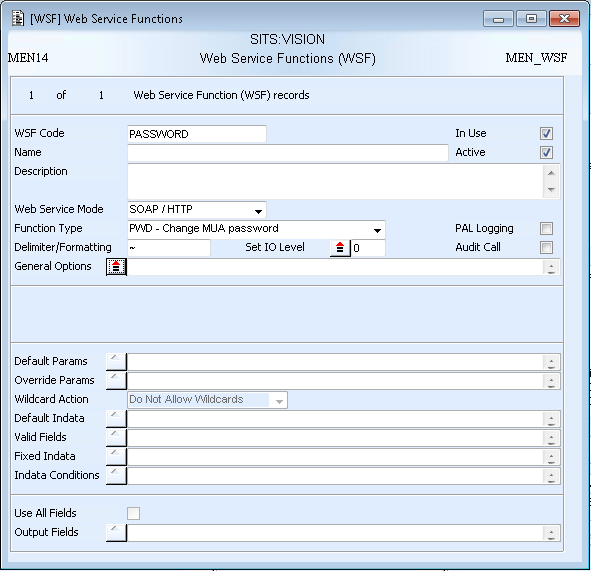 [WSF] Web Service Functions
SITS:VISION
MEN14 Web Service Functions (WSF) MEN_WSF
1 of 1 Web Service Function (WSF) records
WSF Code PASSWORD In Use
Name Active
Description
Web Service Mode SOAP / HTTP
Function Type PWD - Change MUA password PAL Logging
Delimiter/Formatting ~ Set IO Level 0 Audit Call
General Options
Default Params
Override Params
Wildcard Action Do Not Allow Wildcards
Default Indata
Valid Fields
Fixed Indata
Indata Conditions
Use All Fields
Output Fields